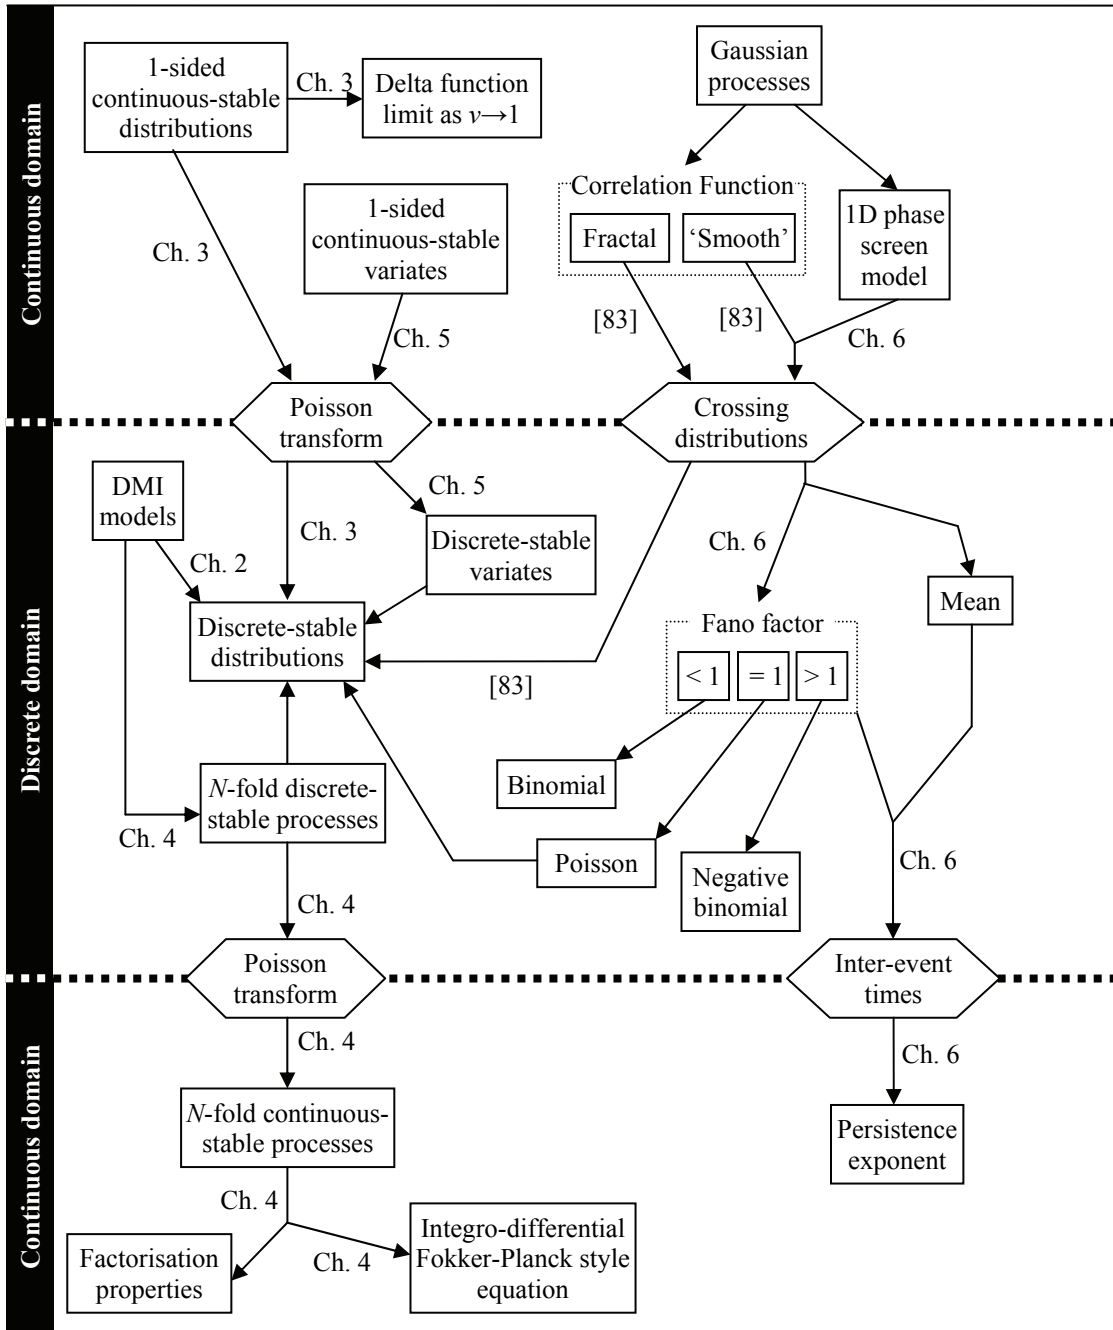 Continuous domain
1-sided
continuous-stable
distributions
Ch. 3
Delta function
limit as v→1
Gaussian
processes
Correlation Function
Fractal
‘Smooth’
1D phase
screen
model
1-sided
continuous-stable
variates
Ch. 3
Ch. 5
[83]
[83]
Ch. 6
Poisson
transform
Crossing
distributions
Discrete domain
DMI
models
Ch. 2
Ch. 3
Ch. 5
Discrete-stable
variates
Ch. 6
Mean
Discrete-stable
distributions
[83]
Fano factor
< 1
= 1
> 1
Binomial
N-fold discrete-
stable processes
Ch. 4
Poisson
Negative
binomial
Ch. 6
Ch. 4
Poisson
transform
Inter-event
times
Continuous domain
Ch. 4
Ch. 6
N-fold continuous-
stable processes
Persistence
exponent
Ch. 4
Ch. 4
Factorisation
properties
Integro-differential
Fokker-Planck style
equation